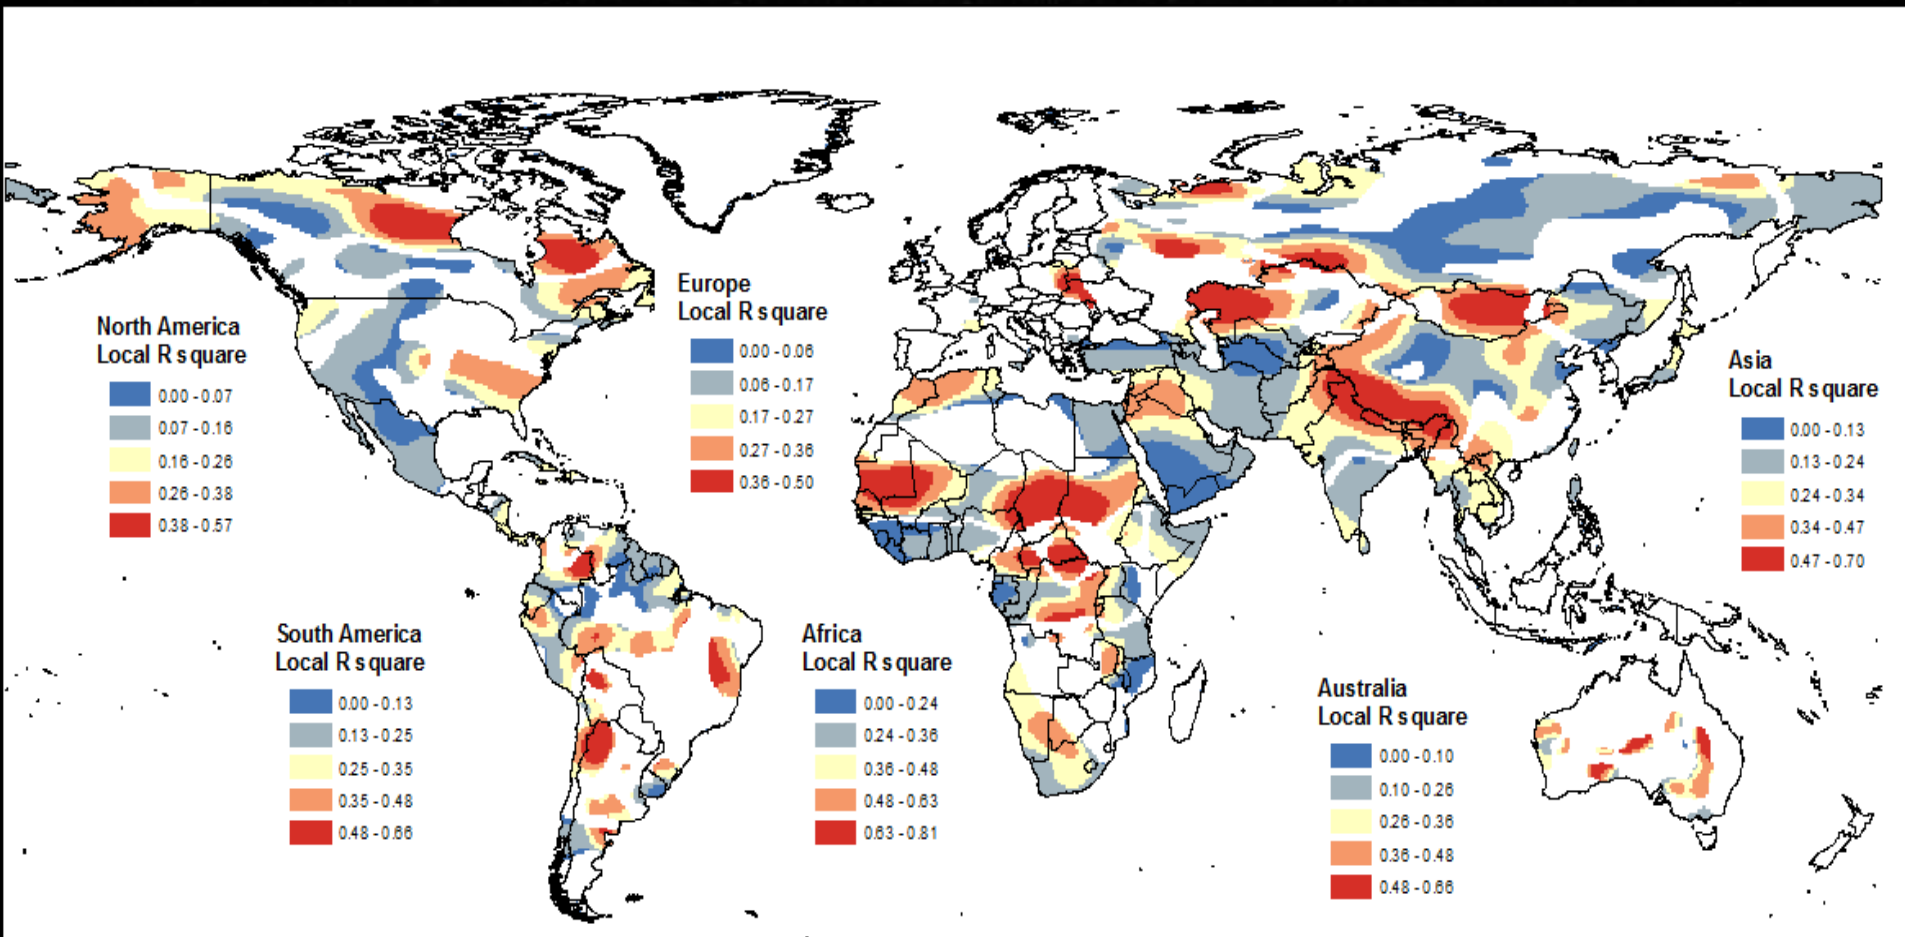 North America
Local R square
0.00 - 0.07
0.07 - 0.16
0.16 - 0.26
0.26 - 0.38
0.38 - 0.57
Europe
Local R square
0.00 - 0.06
0.06 - 0.17
0.17 - 0.27
0.27 - 0.36
0.36 - 0.50
Asia
Local R square
0.00 - 0.13
0.13 - 0.24
0.24 - 0.34
0.34 - 0.47
0.47 - 0.70
South America
Local R square
0.00 - 0.13
0.13 - 0.25
0.25 - 0.35
0.35 - 0.48
0.48 - 0.66
Africa
Local R square
0.00 - 0.24
0.24 - 0.36
0.36 - 0.48
0.48 - 0.63
0.63 - 0.81
Australia
Local R square
0.00 - 0.10
0.10 - 0.26
0.26 - 0.36
0.36 - 0.48
0.48 - 0.66